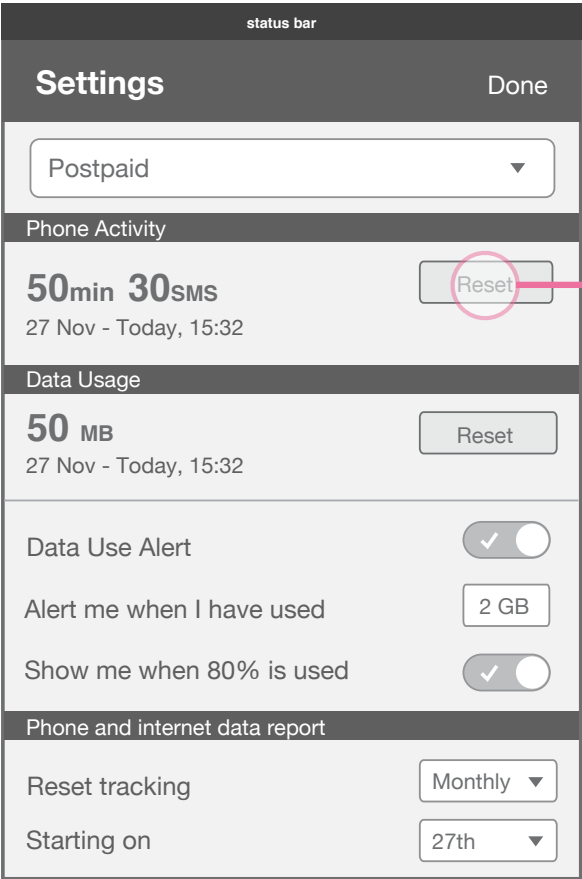 status bar
Settings Done
Postpaid
Phone Activity
50min 30SMS Reset
27 Nov - Today, 15:32
Data Usage
50 MB Reset
27 Nov - Today, 15:32
Data Use Alert
Alert me when I have used 2 GB
Show me when 80% is used
Phone and internet data report
Reset tracking Monthly
Starting on 27th